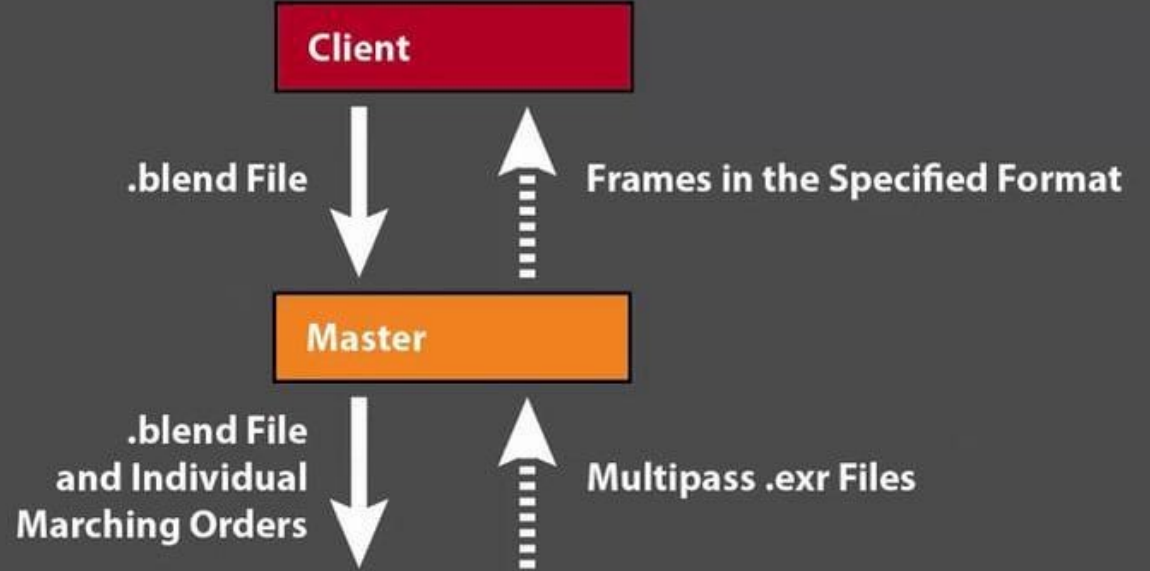 Client
.blend File
Frames in the Specified Format
Master
.blend File
and Individual
Marching Orders
Multipass .exr Files